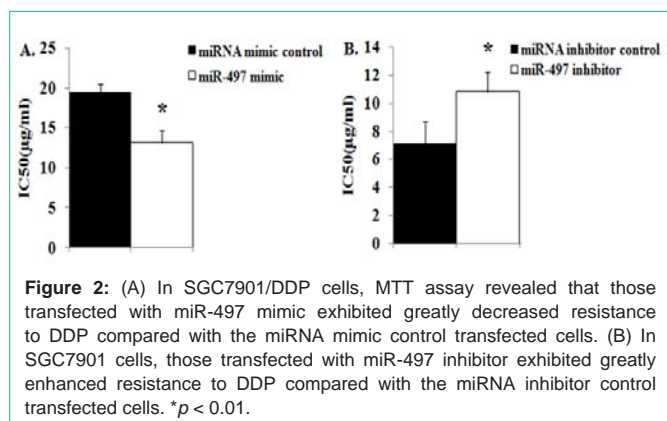 A.
miRNA mimic control
miR-497 mimic
IC50(µg/ml)
25
20
15
10
5
0
*
B.
miRNA inhibitor control
miR-497 inhibitor
IC50(µg/ml)
14
12
10
8
6
4
2
0
*
Figure 2: (A) In SGC7901/DDP cells, MTT assay revealed that those
transfected with miR-497 mimic exhibited greatly decreased resistance
to DDP compared with the miRNA mimic control transfected cells. (B) In
SGC7901 cells, those transfected with miR-497 inhibitor exhibited greatly
enhanced resistance to DDP compared with the miRNA inhibitor control
transfected cells. *p < 0.01.